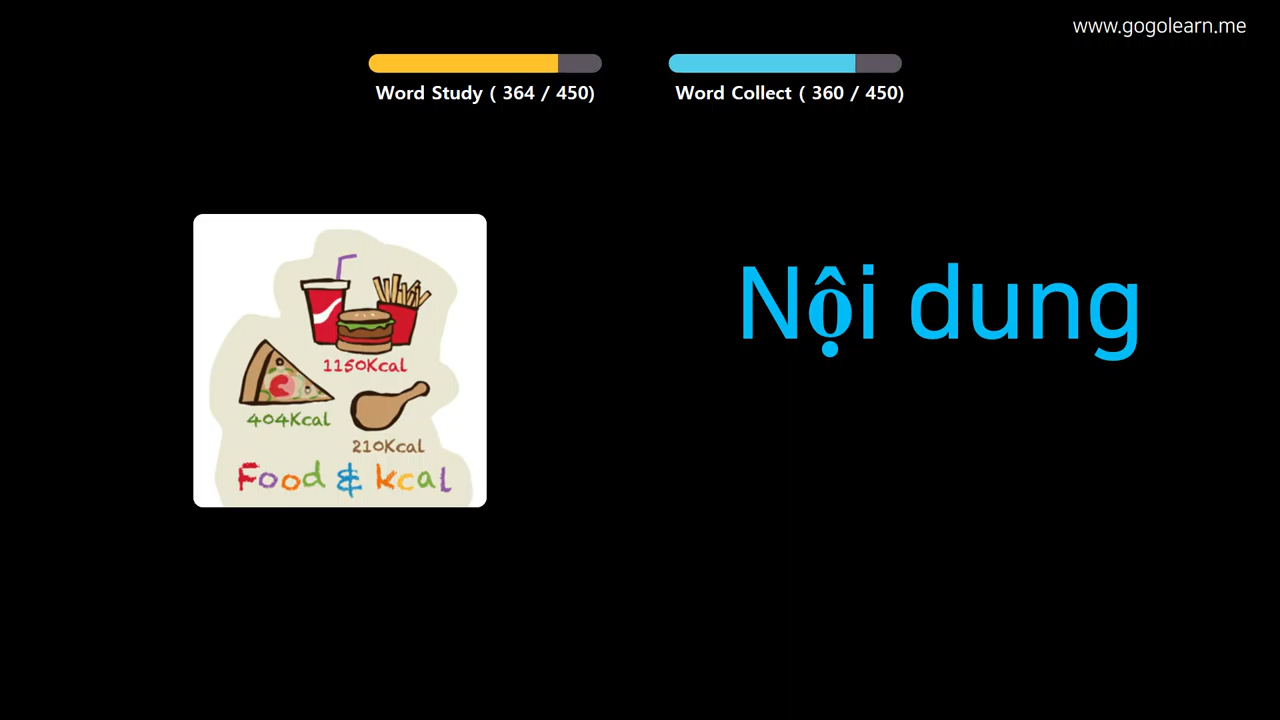 www.gogolearn.me
Word Study ( 364 / 450)
Word Collect ( 360 / 450)
Nội dung
1150Kcal
404Kcal
210Kcal
Food & kcal